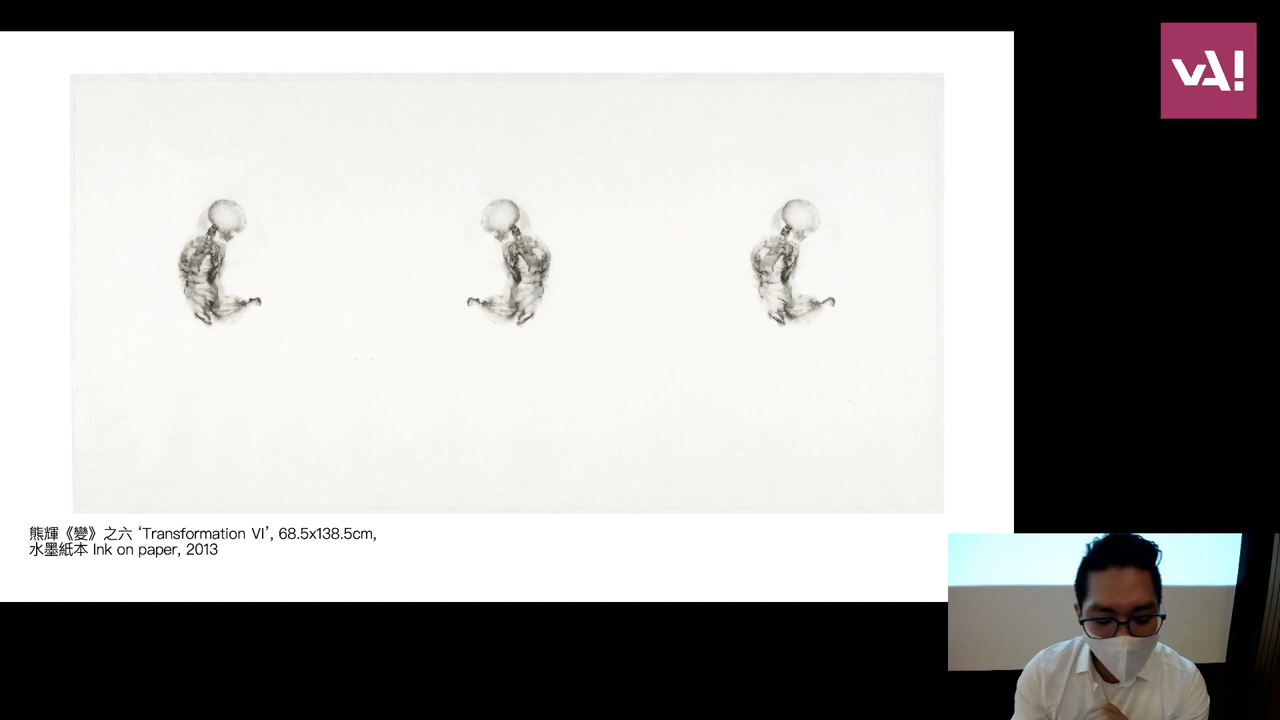 vA!
熊輝《變》之六 ‘Transformation VI’, 68.5x138.5cm,
水墨紙本 Ink on paper, 2013